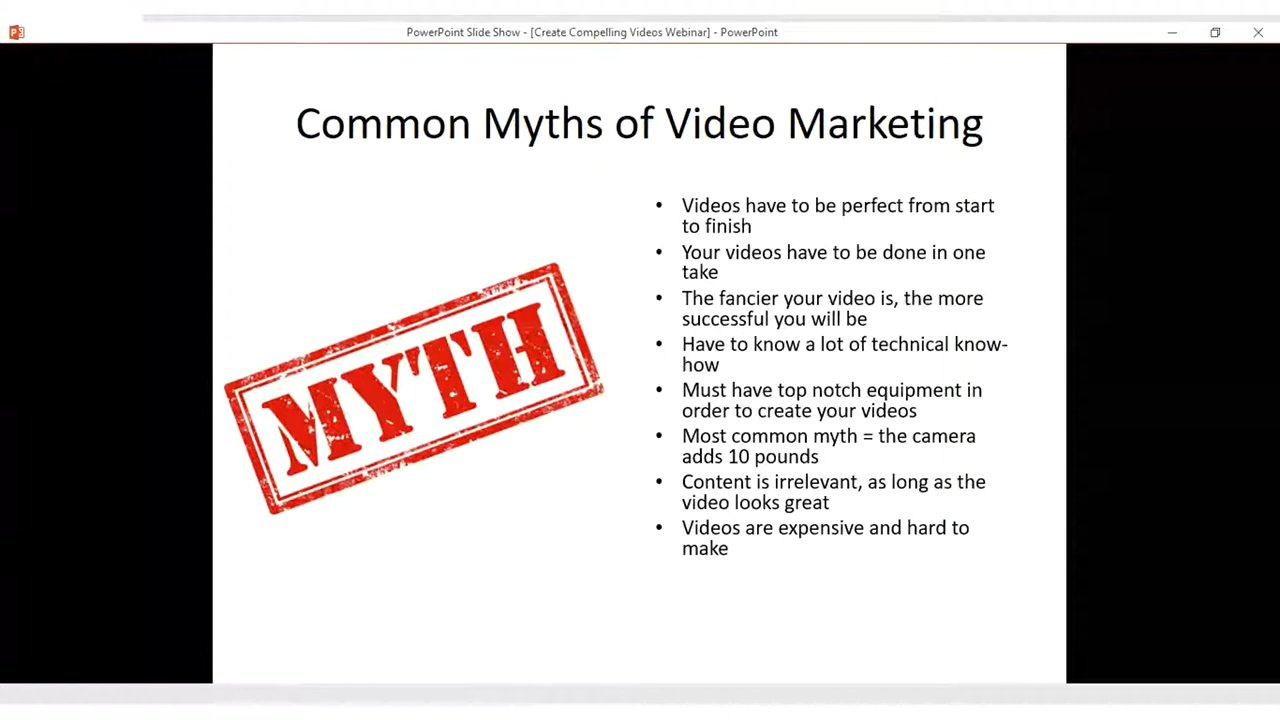 PowerPoint Slide Show - [Create Compelling Videos Webinar] - PowerPoint
Common Myths of Video Marketing
MYTH
• Videos have to be perfect from start
to finish
• Your videos have to be done in one
take
• The fancier your video is, the more
successful you will be
• Have to know a lot of technical know-
how
• Must have top notch equipment in
order to create your videos
• Most common myth = the camera
adds 10 pounds
• Content is irrelevant, as long as the
video looks great
• Videos are expensive and hard to
make